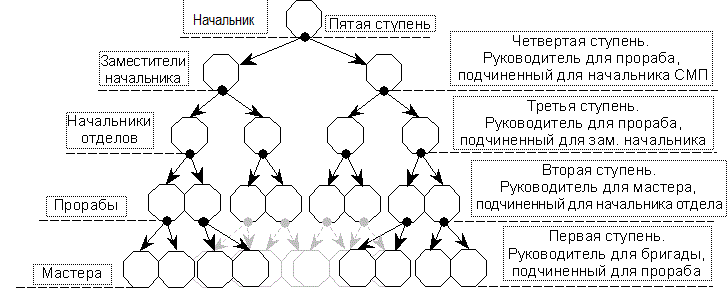 Начальник
Пятая ступень
Заместители
начальника
Четвертая ступень.
Руководитель для прораба,
подчиненный для начальника СМП
Начальники
отделов
Третья ступень.
Руководитель для прораба,
подчиненный для зам. начальника
Прорабы
Вторая ступень.
Руководитель для мастера,
подчиненный для начальника отдела
Мастера
Первая ступень.
Руководитель для бригады,
подчиненный для прораба